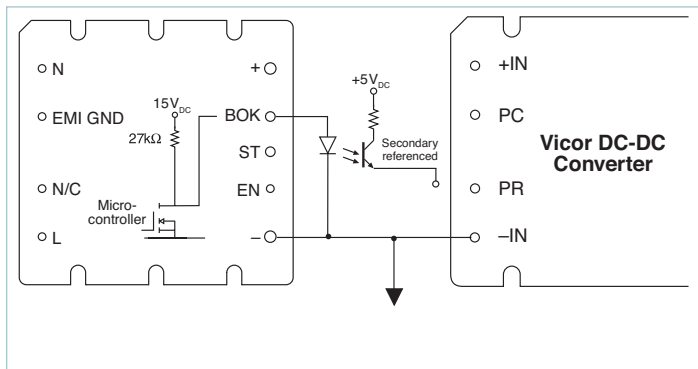 N
EMI GND
N/C
L
15VDC
27kΩ
Micro-
controller
+
BOK
ST
EN
–
+5VDC
Secondary
referenced
+IN
PC
PR
–IN
Vicor DC-DC
Converter